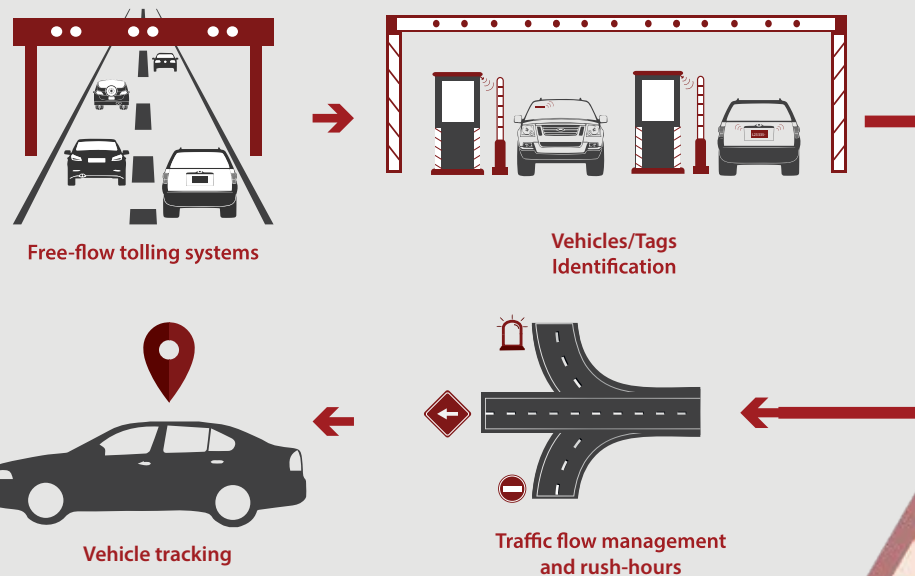 Free-flow tolling systems
Vehicles/Tags
Identification
Vehicle tracking
Traffic flow management
and rush-hours